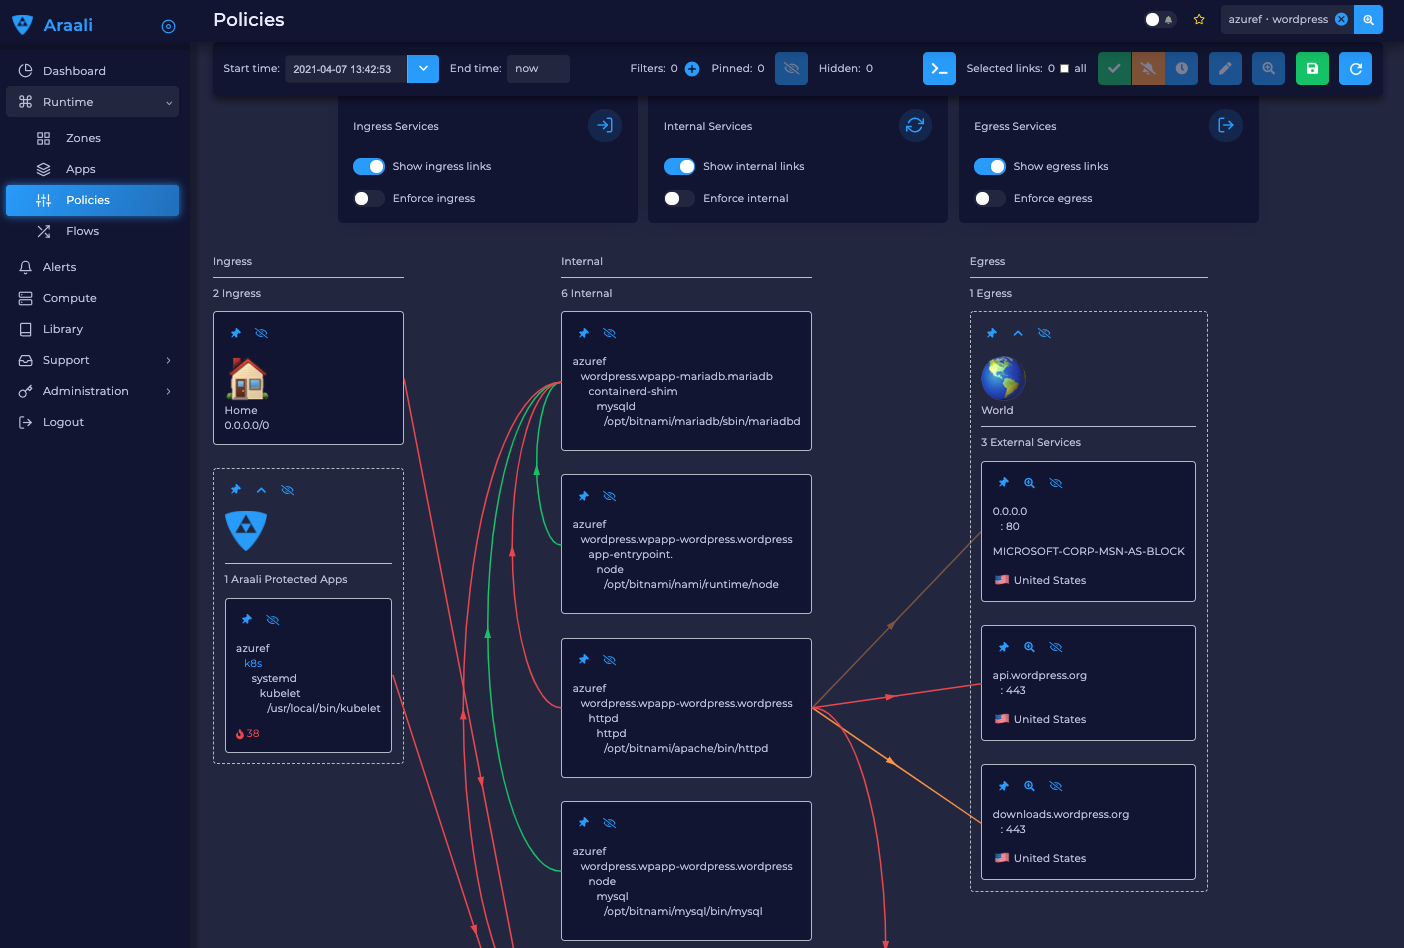 Araali
Policies
azuref · wordpress
Dashboard
Runtime
Zones
Apps
Policies
Flows
Alerts
Compute
Library
Support
Administration
Logout
Start time: 2021-04-07 13:42:53 End time: now Filters: 0 Pinned: 0 Hidden: 0 Selected links: 0 all
Ingress Services
Show ingress links
Enforce ingress
Internal Services
Show internal links
Enforce internal
Egress Services
Show egress links
Enforce egress
Ingress
2 Ingress
Home
0.0.0.0/0
1 Araali Protected Apps
azuref
k8s
systemd
kubelet
/usr/local/bin/kubelet
38
Internal
6 Internal
azuref
wordpress.wpapp-mariadb.mariadb
containerd-shim
mysqld
/opt/bitnami/mariadb/sbin/mariadbd
azuref
wordpress.wpapp-wordpress.wordpress
app-entrypoint.
node
/opt/bitnami/nami/runtime/node
azuref
wordpress.wpapp-wordpress.wordpress
httpd
httpd
/opt/bitnami/apache/bin/httpd
azuref
wordpress.wpapp-wordpress.wordpress
node
mysql
/opt/bitnami/mysql/bin/mysql
Egress
1 Egress
World
3 External Services
0.0.0.0
: 80
MICROSOFT-CORP-MSN-AS-BLOCK
United States
api.wordpress.org
: 443
United States
downloads.wordpress.org
: 443
United States